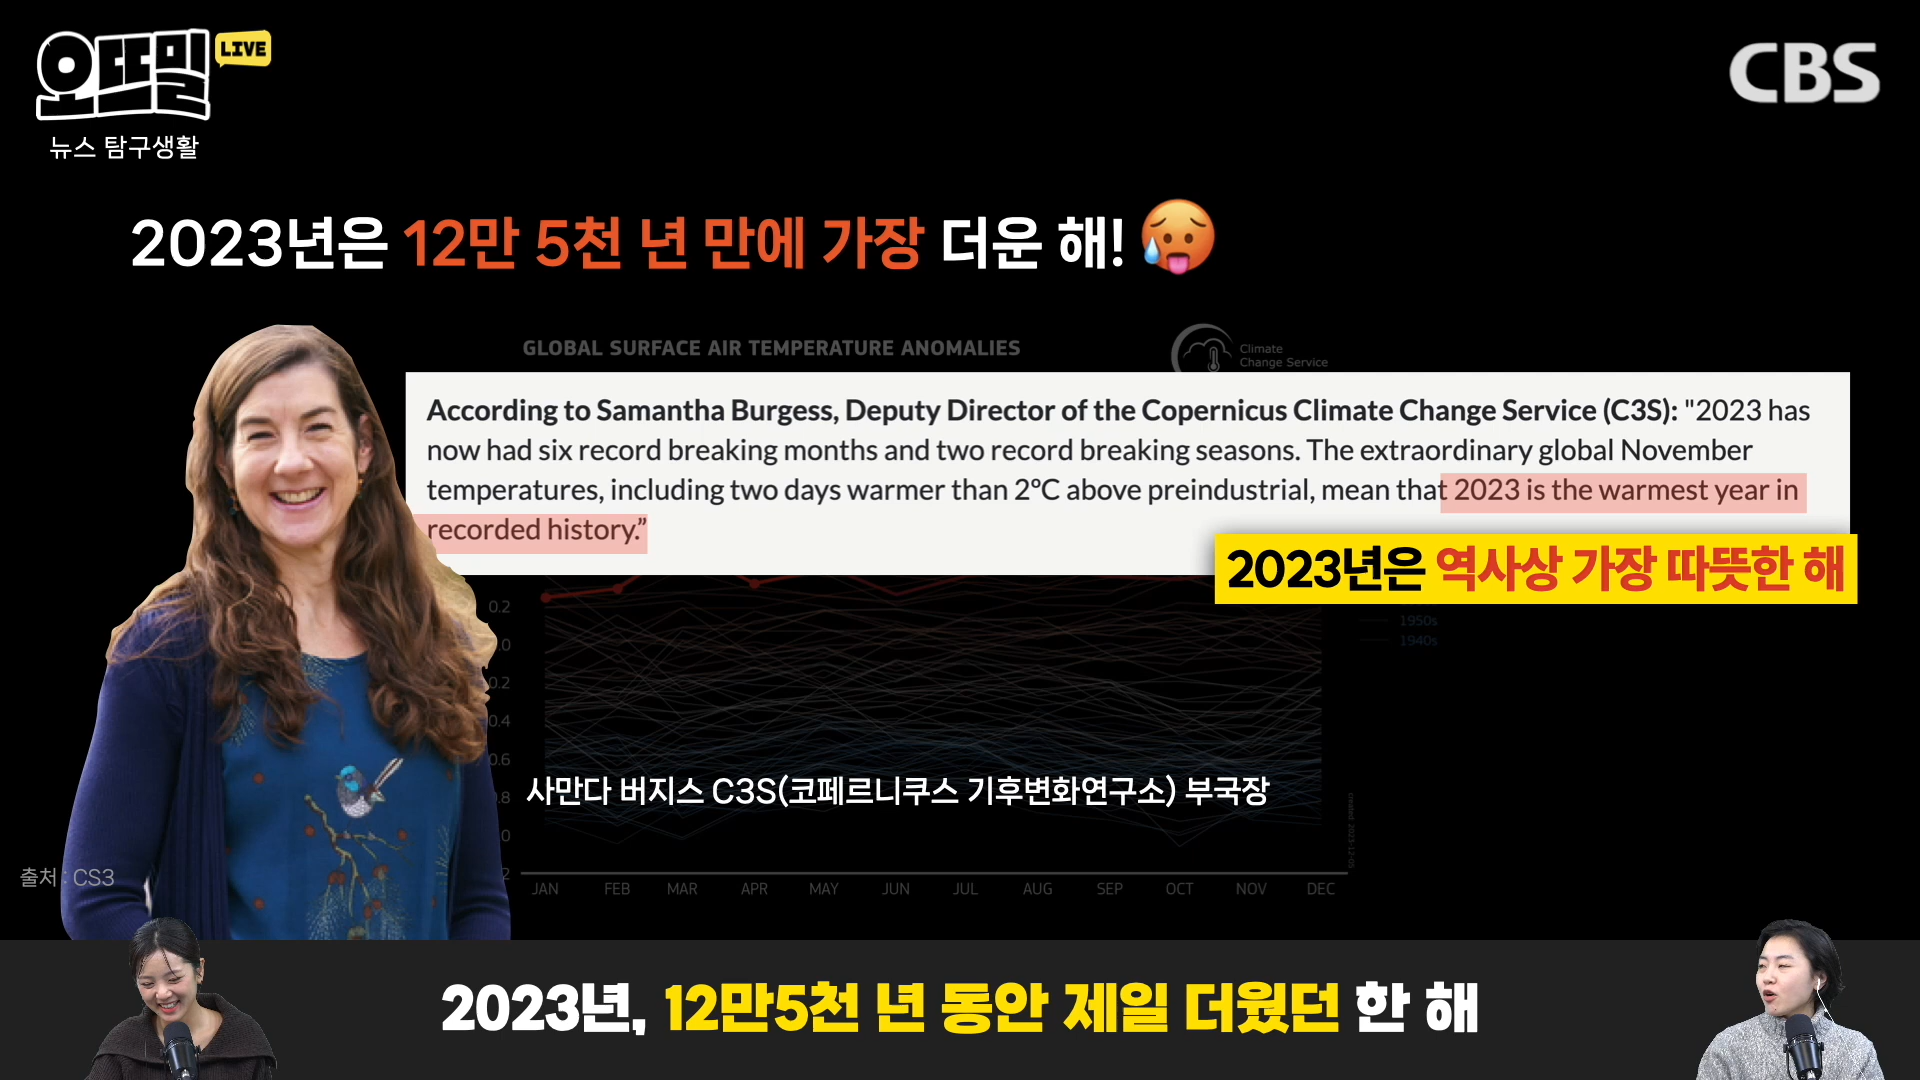 오뜨밀 LIVE
뉴스 탐구생활
CBS
2023년은 12만 5천 년 만에 가장 더운 해!
GLOBAL SURFACE AIR TEMPERATURE ANOMALIES
Climate
Change Service
According to Samantha Burgess, Deputy Director of the Copernicus Climate Change Service (C3S): "2023 has
now had six record breaking months and two record breaking seasons. The extraordinary global November
temperatures, including two days warmer than 2°C above preindustrial, mean that 2023 is the warmest year in
recorded history.”
2023년은 역사상 가장 따뜻한 해
0.2
1950s
1940s
.0
0.2
0.4
0.6
.8
0
2
사만다 버지스 C3S(코페르니쿠스 기후변화연구소) 부국장
출처 : CS3
JAN FEB MAR APR MAY JUN JUL AUG SEP OCT NOV DEC
2023년, 12만5천 년 동안 제일 더웠던 한 해